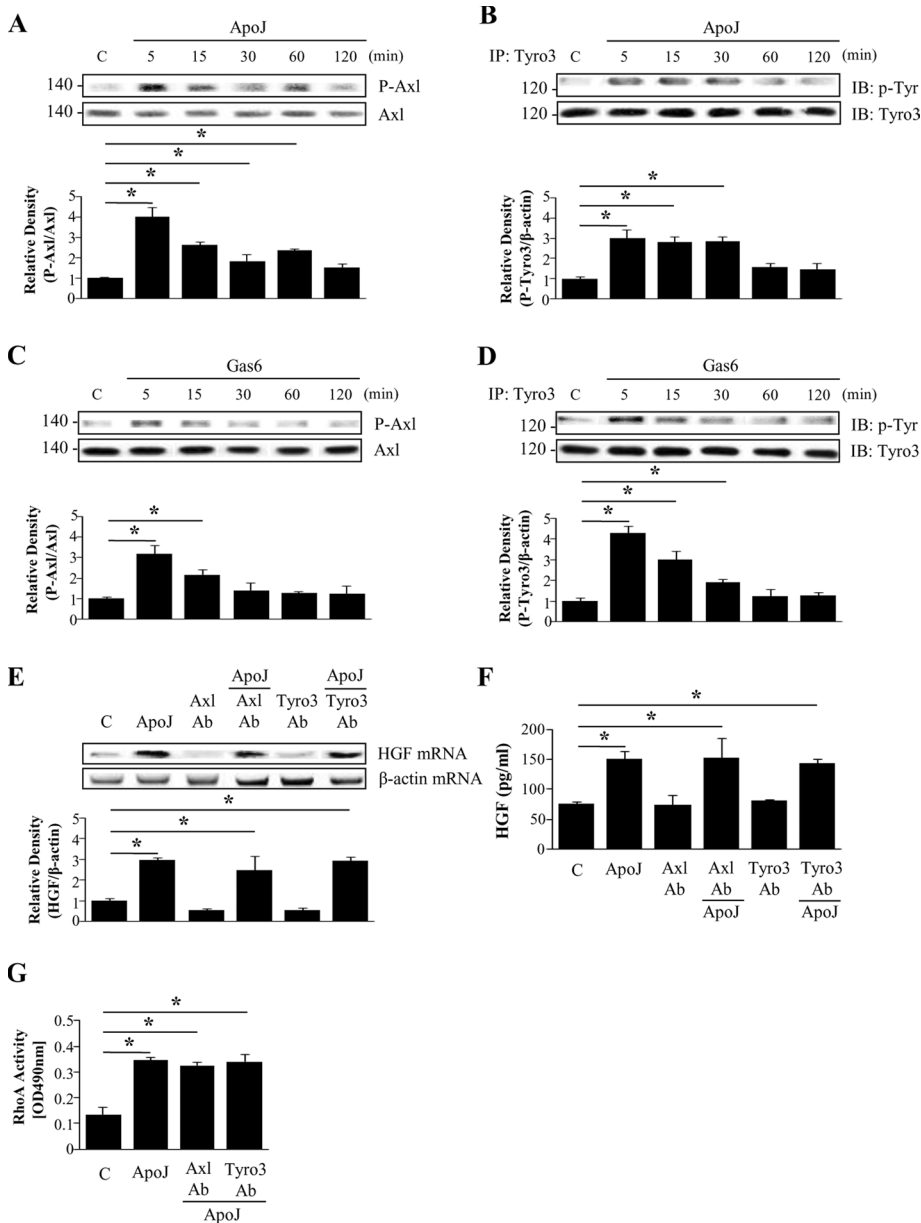 A
ApoJ
C 5 15 30 60 120 (min)
140 P-Axl
140 Axl
* * * *
Relative Density
(P-Axl/Axl)
5
4
3
2
1
0
B
ApoJ
IP: Tyro3 C 5 15 30 60 120 (min)
120 IB: p-Tyr
120 IB: Tyro3
* * *
Relative Density
(P-Tyro3/β-actin)
5
4
3
2
1
0
C
Gas6
C 5 15 30 60 120 (min)
140 P-Axl
140 Axl
* *
Relative Density
(P-Axl/Axl)
5
4
3
2
1
0
D
Gas6
IP: Tyro3 C 5 15 30 60 120 (min)
120 IB: p-Tyr
120 IB: Tyro3
* * *
Relative Density
(P-Tyro3/β-actin)
5
4
3
2
1
0
E
ApoJ ApoJ
Axl Axl Tyro3 Tyro3
C ApoJ Ab Ab Ab Ab
HGF mRNA
β-actin mRNA
* * *
Relative Density
(HGF/β-actin)
5
4
3
2
1
0
F
* * *
HGF (pg/ml)
200
150
100
50
0
C ApoJ Axl Axl Tyro3 Tyro3
Ab Ab Ab Ab
ApoJ ApoJ
G
* * *
RhoA Activity
[OD490nm]
0.5
0.4
0.3
0.2
0.1
0
C ApoJ Axl Tyro3
Ab Ab
ApoJ